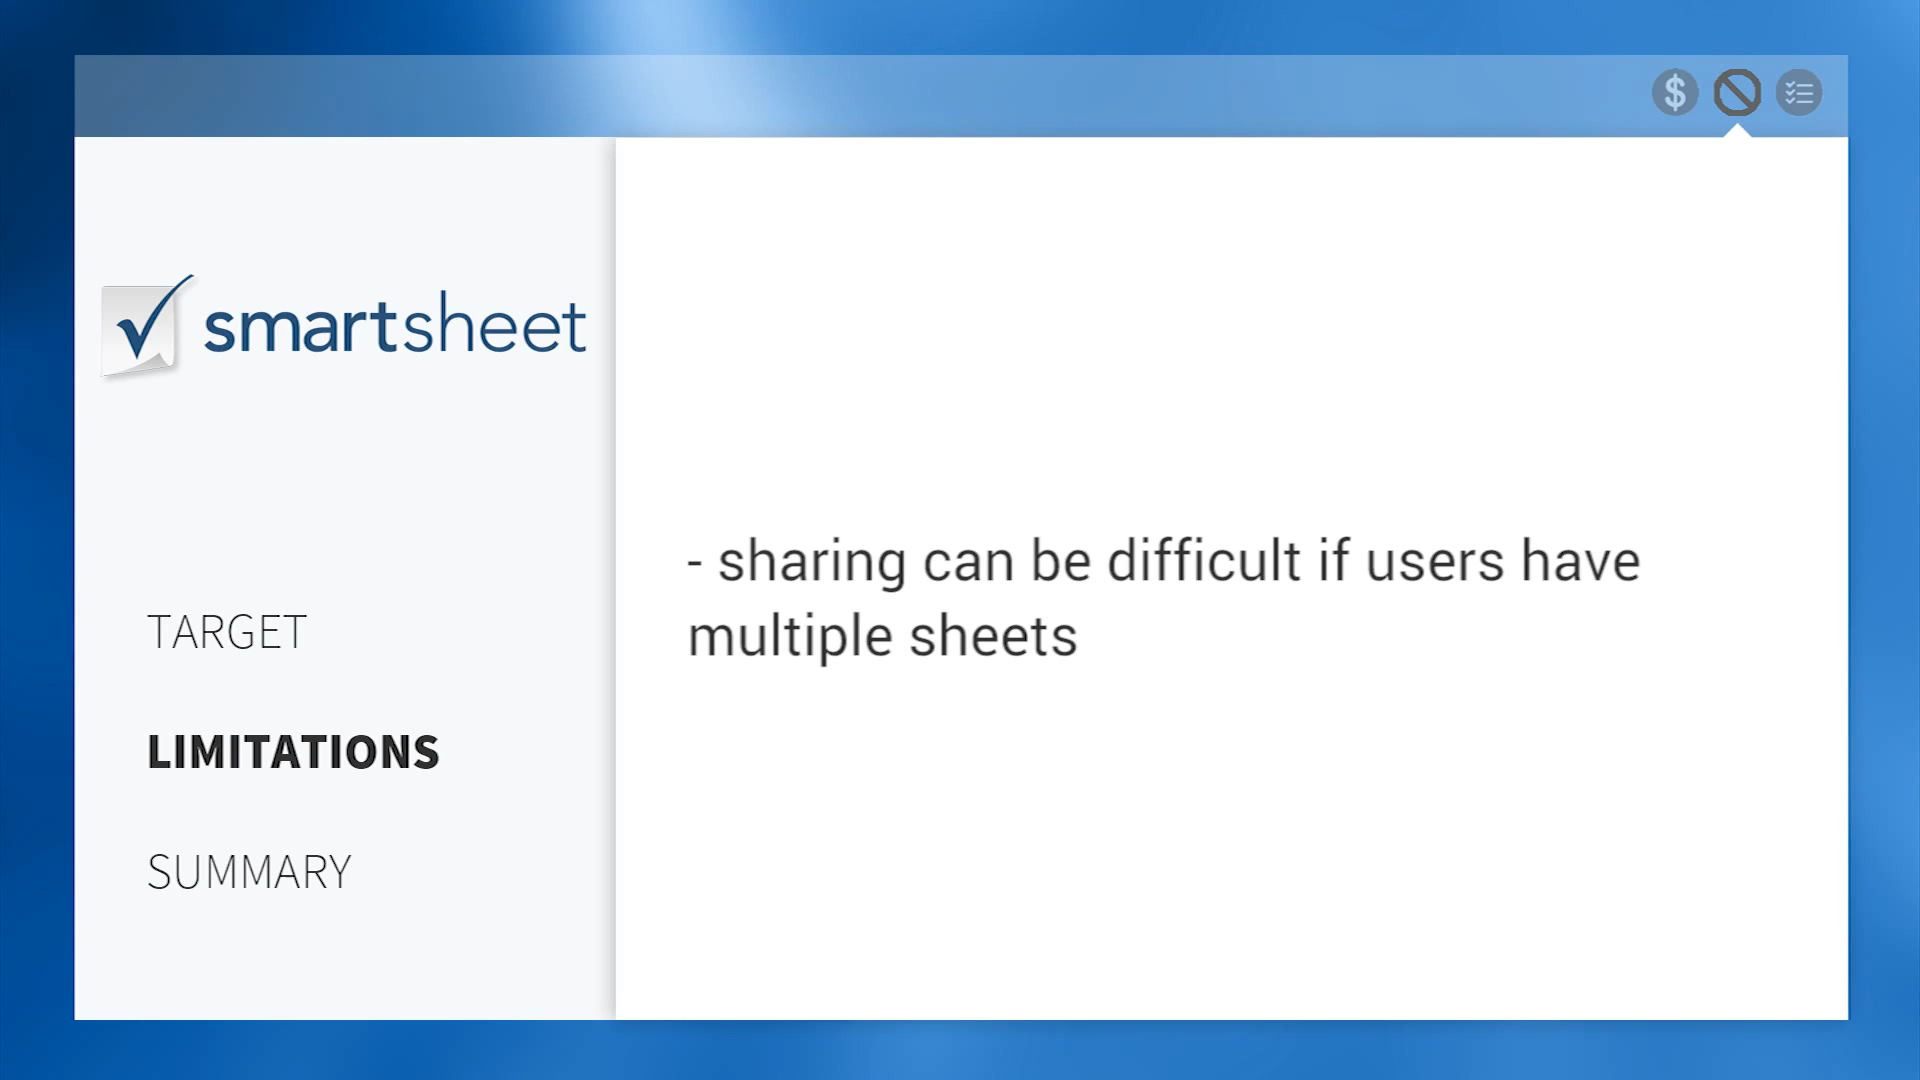 smartsheet
TARGET
LIMITATIONS
SUMMARY
$
- sharing can be difficult if users have
multiple sheets